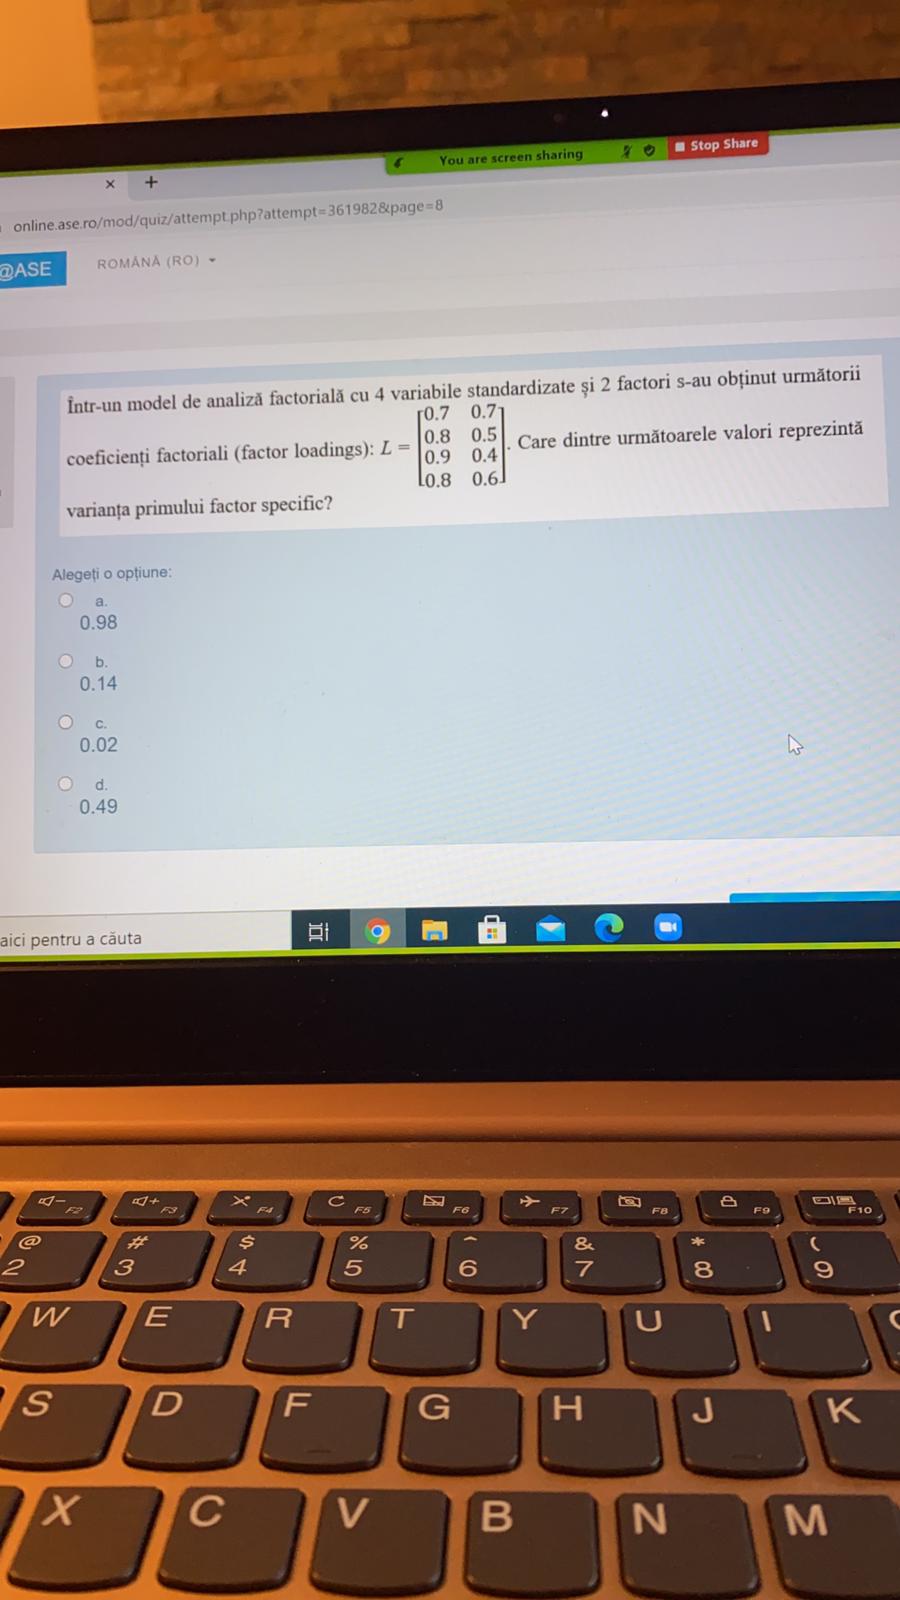 You are screen sharing
Stop Share
× +
online.ase.ro/mod/quiz/attempt.php?attempt=361982&page=8
@ASE ROMÂNĂ (RO)
Într-un model de analiză factorială cu 4 variabile standardizate și 2 factori s-au obținut următorii
0.7 0.7
0.8 0.5
coeficienți factoriali (factor loadings): L = . Care dintre următoarele valori reprezintă
0.9 0.4
0.8 0.6
varianța primului factor specific?
Alegeți o opțiune:
a.
0.98
b.
0.14
c.
0.02
d.
0.49
aici pentru a căuta
F2 F3 F4 F5 F6 F7 F8 F9 F10
@ # $ % ^ & * (
2 3 4 5 6 7 8 9
W E R T Y U I
S D F G H J K
X C V B N M